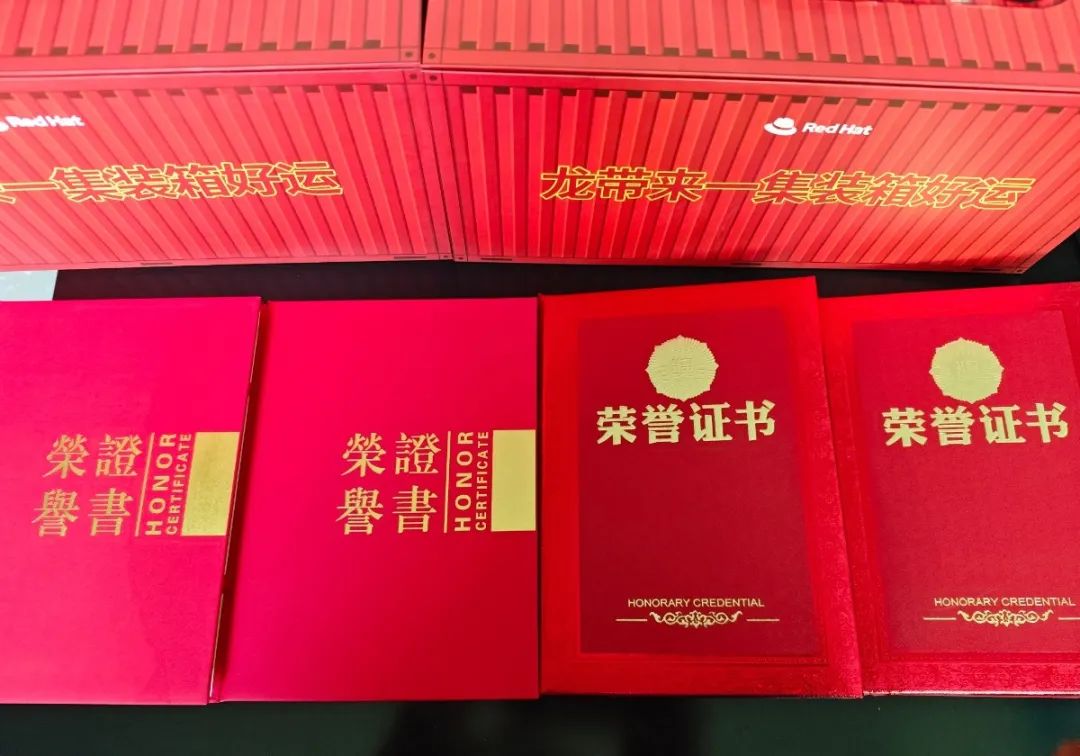 Red Hat
一集装箱好运
Red Hat
龙带来一集装箱好运
榮證
譽書
HONOR
CERTIFICATE
榮證
譽書
HONOR
CERTIFICATE
荣誉证书
HONORARY CREDENTIAL
荣誉证书
HONORARY CREDENTIAL